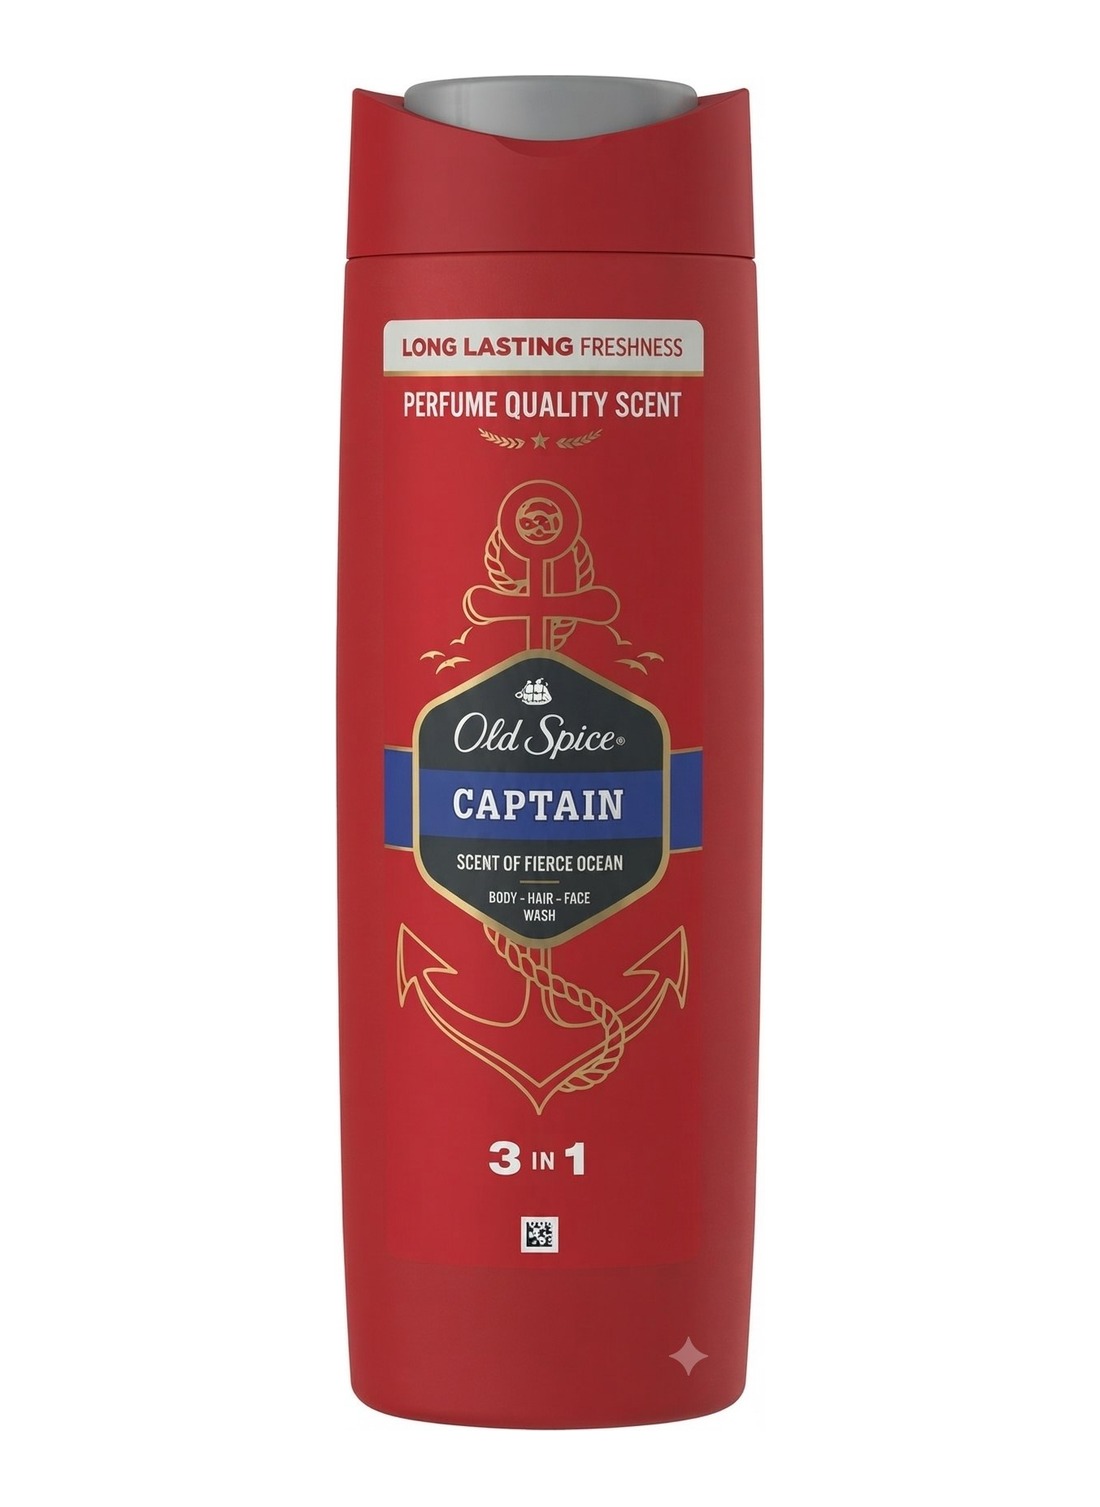 LONG LASTING FRESHNESS
PERFUME QUALITY SCENT
Old Spice
CAPTAIN
SCENT OF FIERCE OCEAN
BODY - HAIR - FACE
WASH
3 IN 1